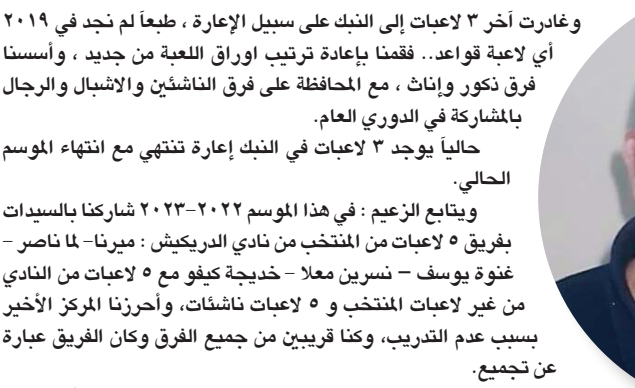 وغادرت آخر ٣ لاعبات إلى النبك على سبيل الإعارة ، طبعاً لم نجد في ٢٠١٩
أي لاعبة قواعد.. فقمنا بإعادة ترتيب اوراق اللعبة من جديد ، وأسسنا
فرق ذكور وإناث ، مع المحافظة على فرق الناشئين والاشبال والرجال
بالمشاركة في الدوري العام.
حالياً يوجد ٣ لاعبات في النبك إعارة تنتهي مع انتهاء الموسم
الحالي.
ويتابع الزعيم : في هذا الموسم ٢٠٢٢-٢٠٢٣ شاركنا بالسيدات
بفريق ٥ لاعبات من المنتخب من نادي الدريكيش : ميرنا- لما ناصر –
غنوة يوسف – نسرين معلا – خديجة كيفو مع ٥ لاعبات من النادي
من غير لاعبات المنتخب و ٥ لاعبات ناشئات، وأحرزنا المركز الأخير
بسبب عدم التدريب، وكنا قريبين من جميع الفرق وكان الفريق عبارة
عن تجميع.